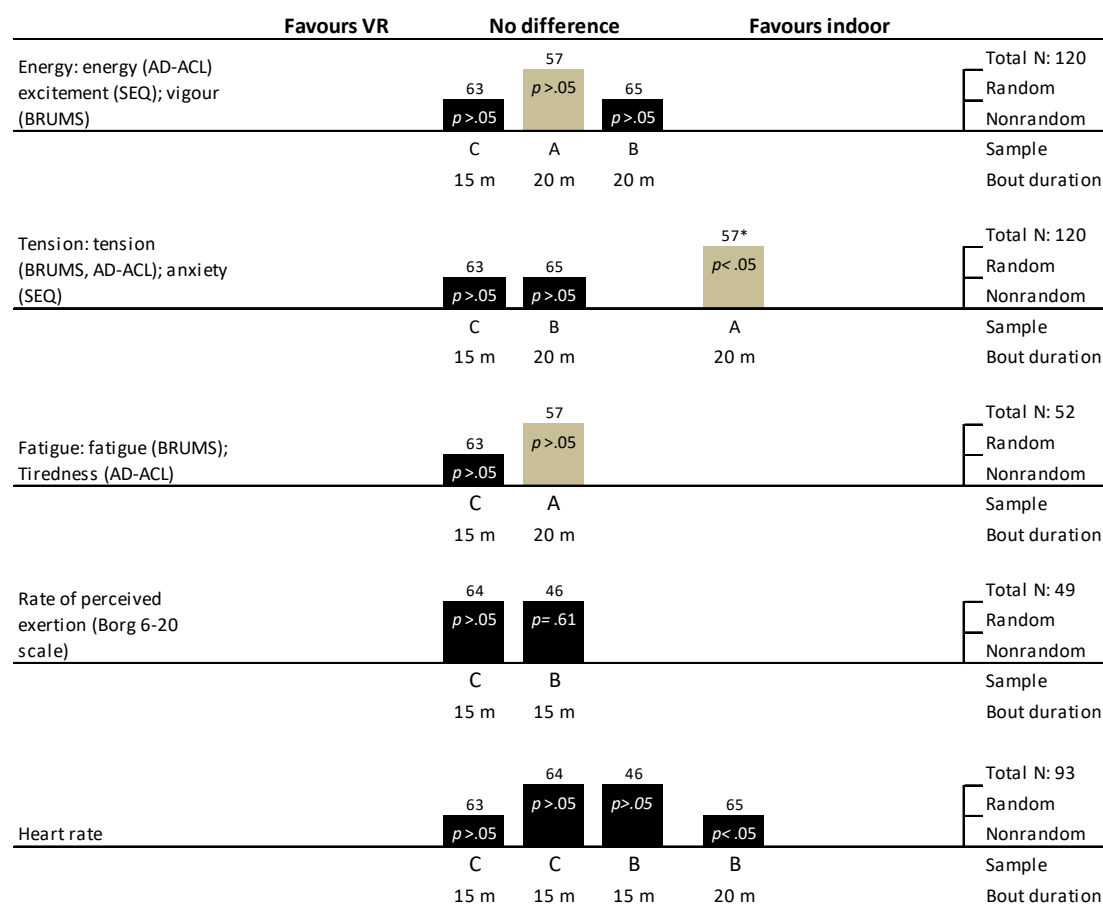 Favours VR No difference Favours indoor
57 Total N: 120
Energy: energy (AD-ACL)
excitement (SEQ); vigour
(BRUMS)
63 p >.05 65 Random
p >.05 p >.05 Nonrandom
C A B Sample
15 m 20 m 20 m Bout duration
57* Total N: 120
Tension: tension
(BRUMS, AD-ACL); anxiety
(SEQ)
63 65 p< .05 Random
p >.05 p >.05 Nonrandom
C B A Sample
15 m 20 m 20 m Bout duration
57 Total N: 52
Fatigue: fatigue (BRUMS);
Tiredness (AD-ACL)
63 p >.05 Random
p >.05 Nonrandom
C A Sample
15 m 20 m Bout duration
64 46 Total N: 49
Rate of perceived
exertion (Borg 6-20
scale)
p >.05 p= .61 Random
Nonrandom
C B Sample
15 m 15 m Bout duration
64 46 Total N: 93
63 p >.05 p>.05 65 Random
Heart rate p >.05 p< .05 Nonrandom
C C B B Sample
15 m 15 m 15 m 20 m Bout duration